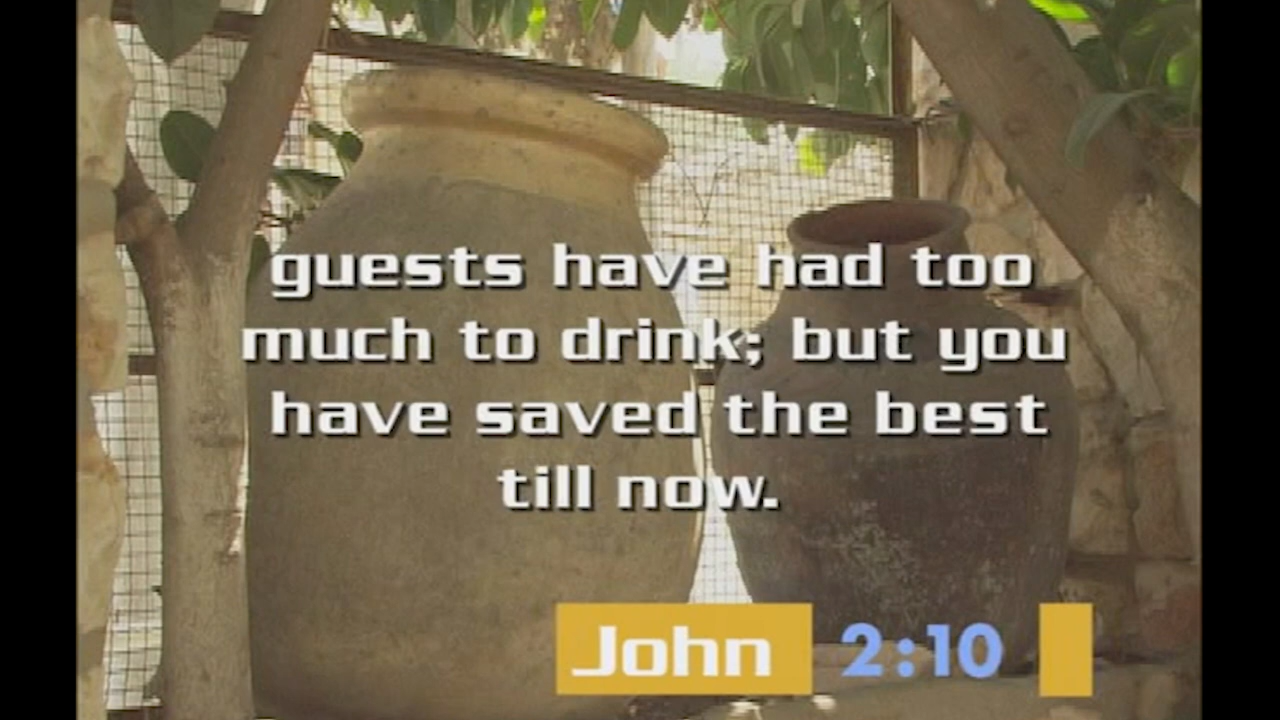 guests have had too
much to drink; but you
have saved the best
till now.
John 2:10